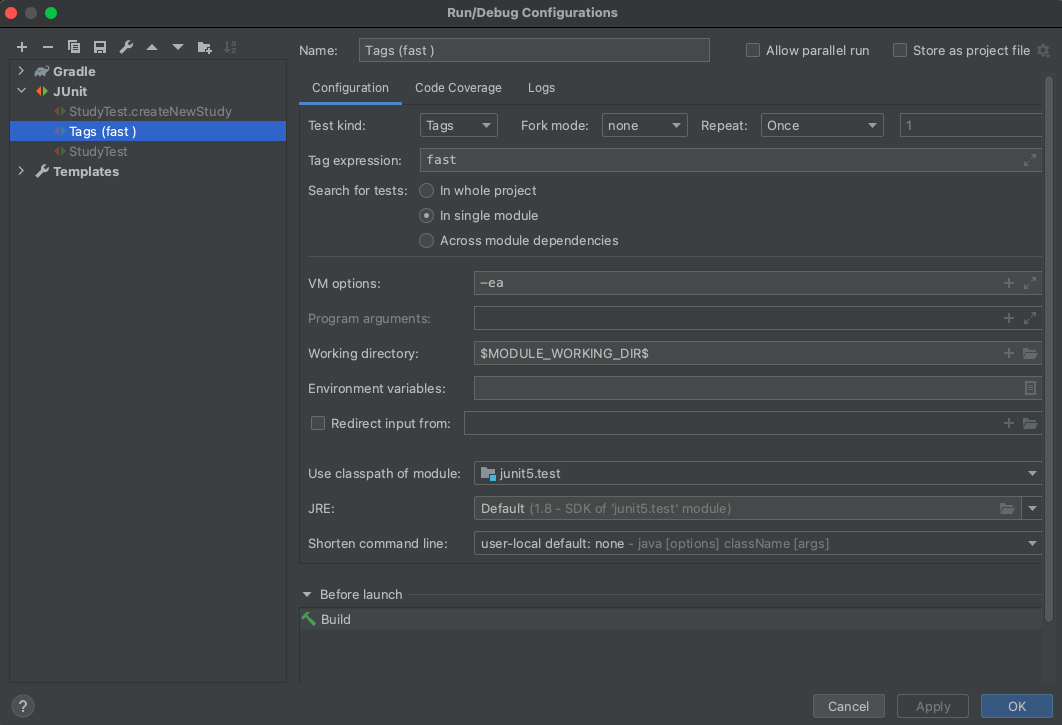 Run/Debug Configurations
Name: Tags (fast ) Allow parallel run Store as project file
Gradle
JUnit
StudyTest.createNewStudy
Tags (fast )
StudyTest
Templates
Configuration Code Coverage Logs
Test kind: Tags Fork mode: none Repeat: Once 1
Tag expression: fast
Search for tests: In whole project
In single module
Across module dependencies
VM options: -ea
Program arguments:
Working directory: $MODULE_WORKING_DIR$
Environment variables:
Redirect input from:
Use classpath of module: junit5.test
JRE: Default (1.8 - SDK of 'junit5.test' module)
Shorten command line: user-local default: none - java [options] className [args]
Before launch
Build
? Cancel Apply OK